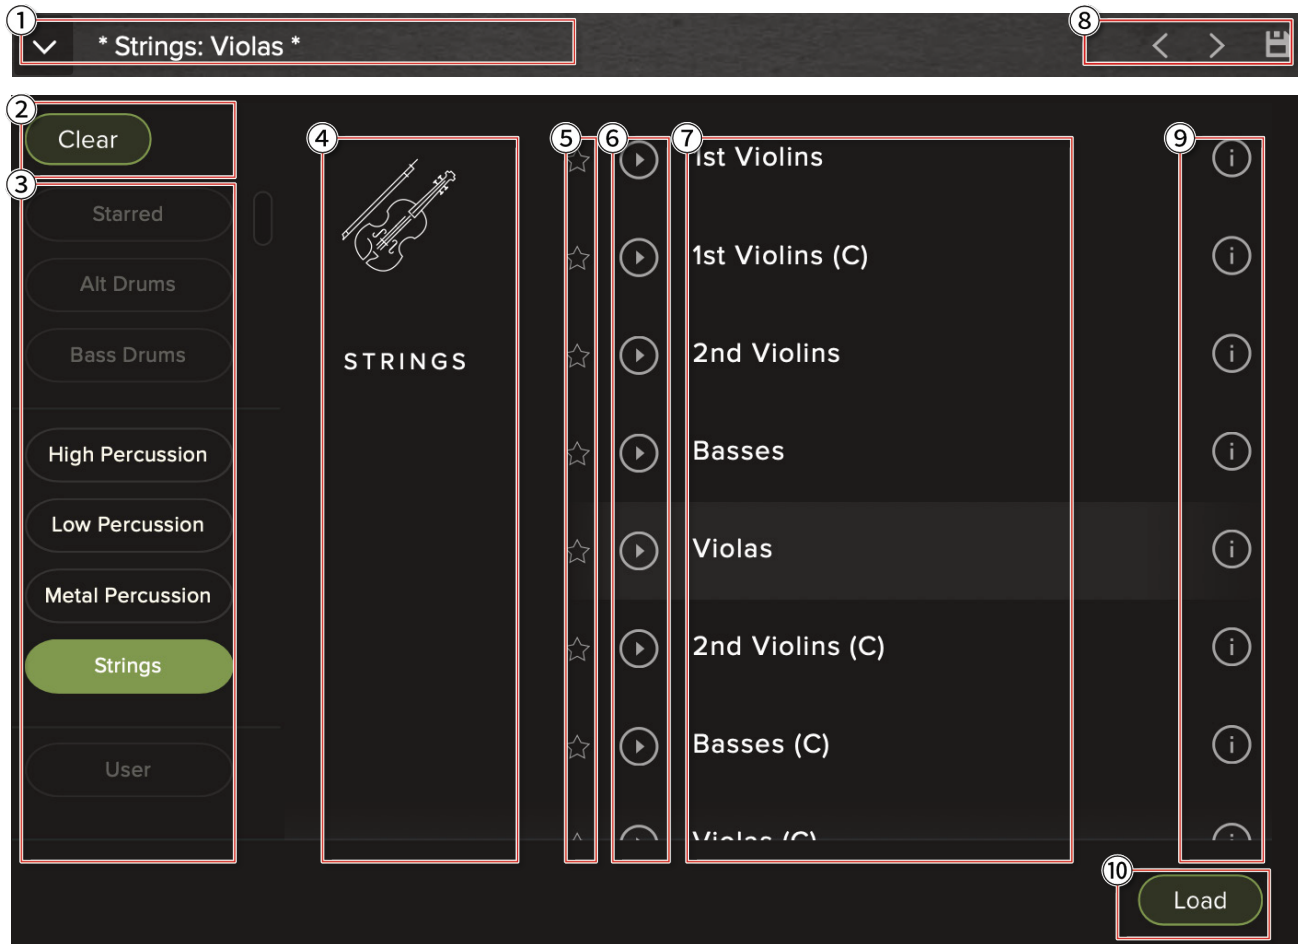 1
* Strings: Violas *
8
2
Clear
3
Starred
Alt Drums
Bass Drums
High Percussion
Low Percussion
Metal Percussion
Strings
User
4
STRINGS
5
6
7
1st Violins
1st Violins (C)
2nd Violins
Basses
Violas
2nd Violins (C)
Basses (C)
Violas (C)
9
10
Load